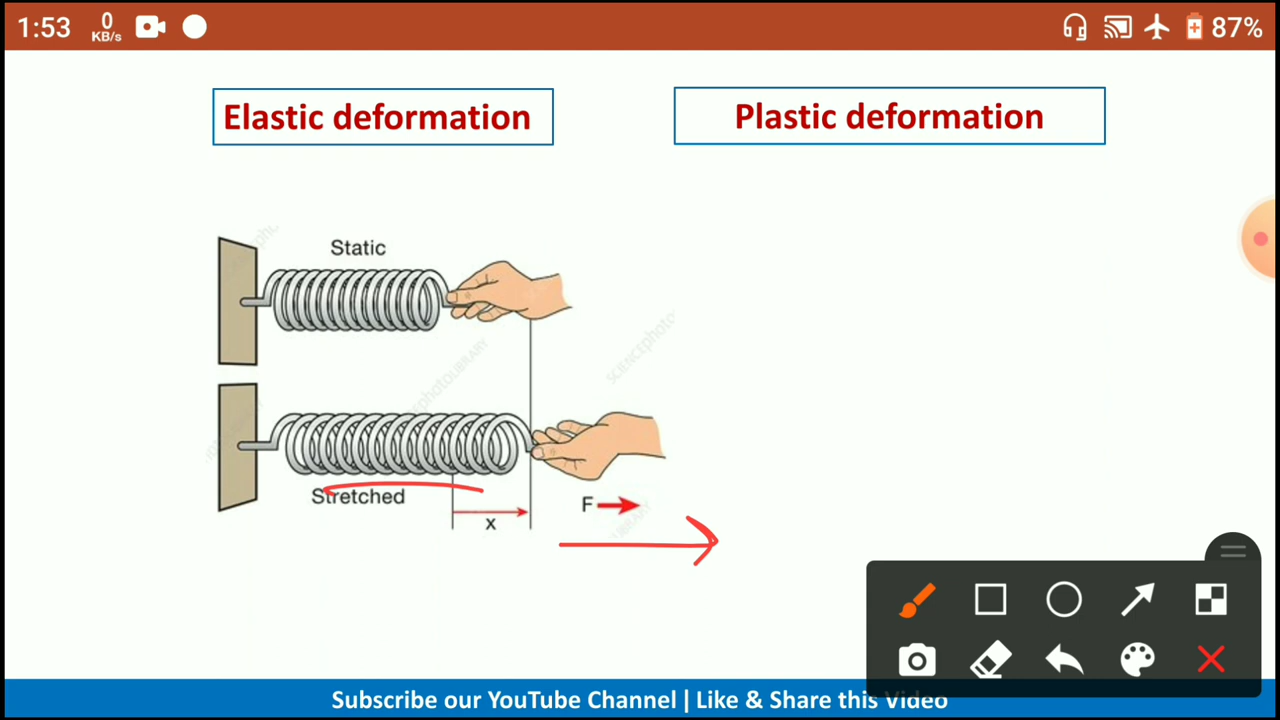 1:53 0 KB/s 87%
Elastic deformation
Plastic deformation
Static
Stretched
x
F
SCIENCEphotoLIBRARY
Subscribe our YouTube Channel | Like & Share this Video